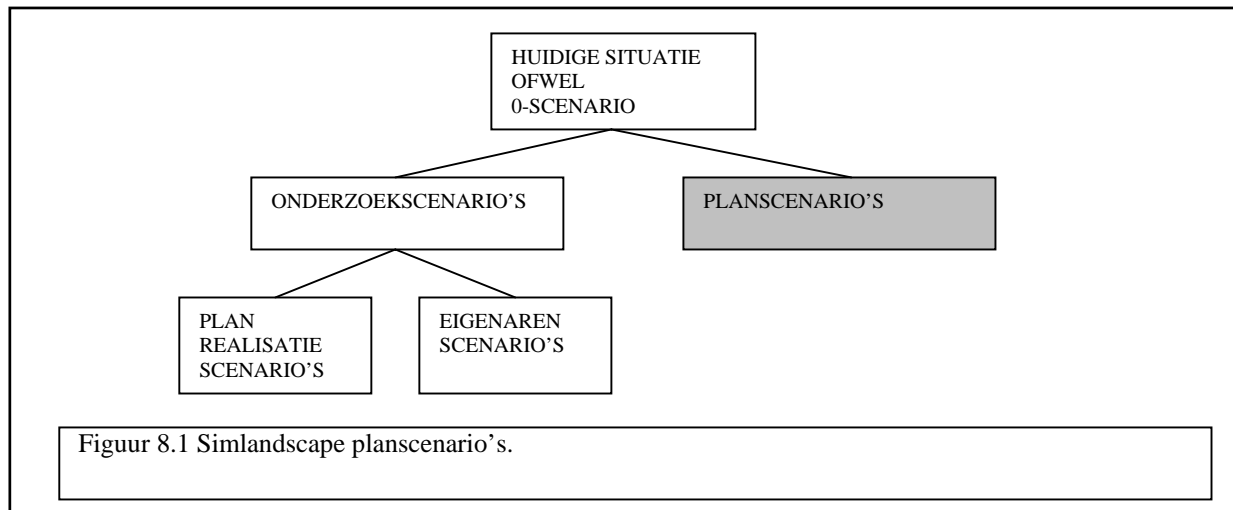 HUIDIGE SITUATIE
OFWEL
0-SCENARIO
ONDERZOEKSCENARIO’S
PLANSCENARIO’S
PLAN
REALISATIE
SCENARIO’S
EIGENAREN
SCENARIO’S
Figuur 8.1 Simlandscape planscenario’s.